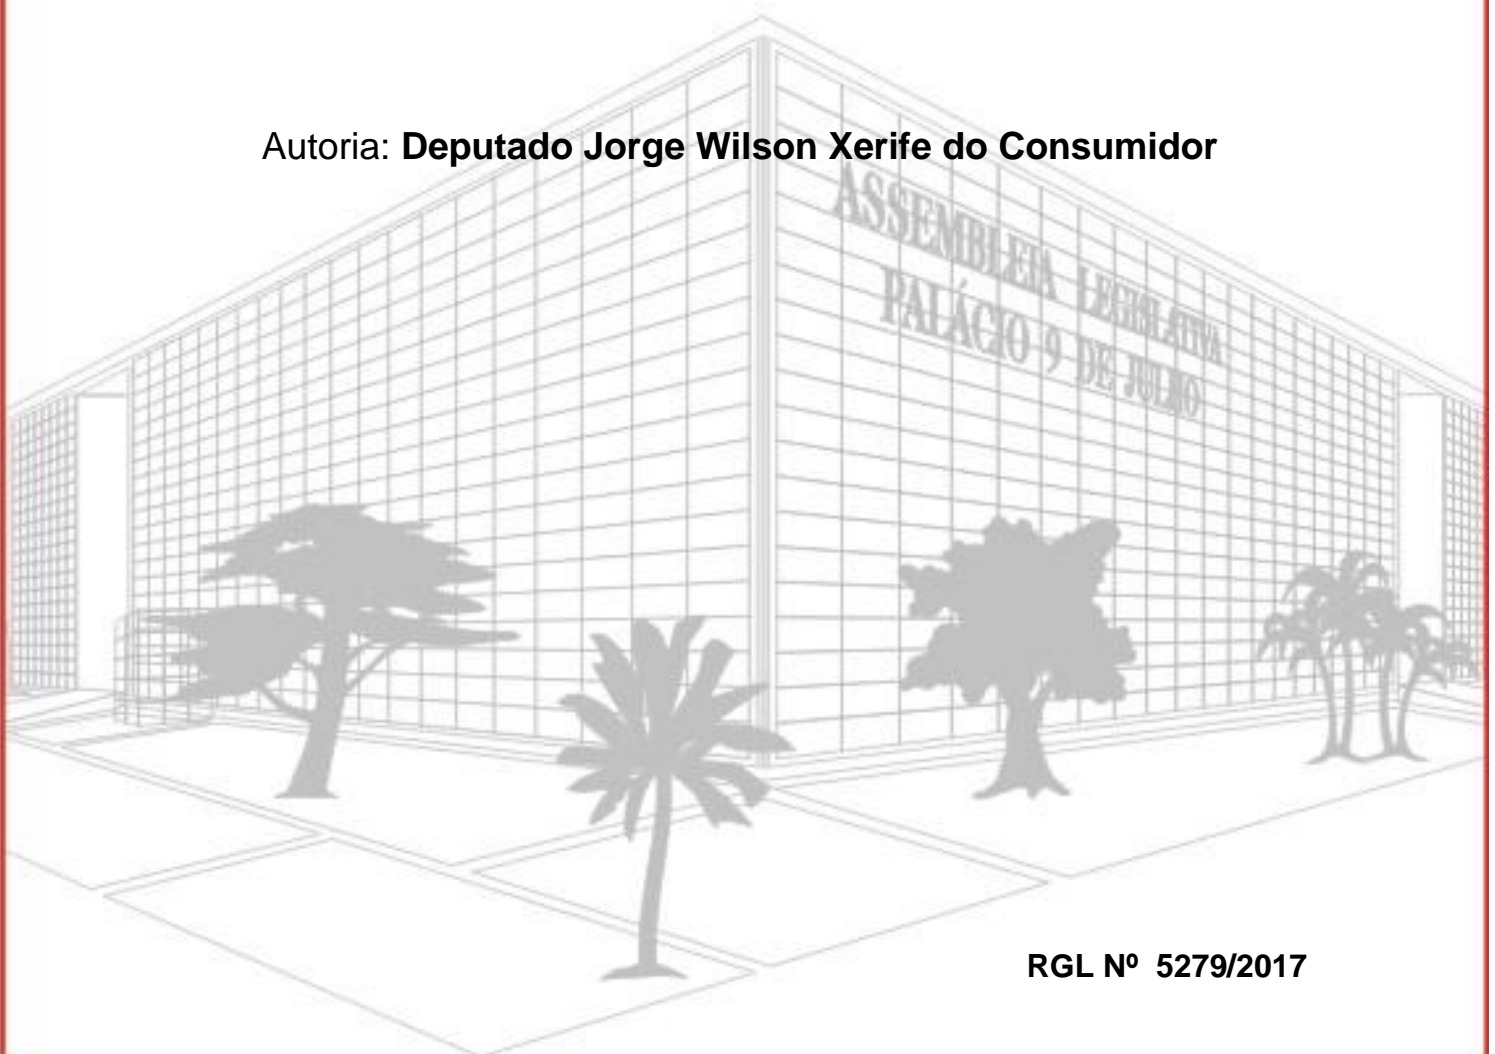 Autoria: Deputado Jorge Wilson Xerife do Consumidor
ASSEMBLEIA LEGISLATIVA
PALÁCIO 9 DE JULHO
RGL Nº 5279/2017